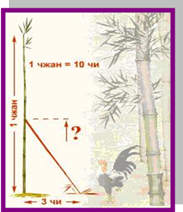 1 чжан = 10 чи
1 чжан
?
3 чи